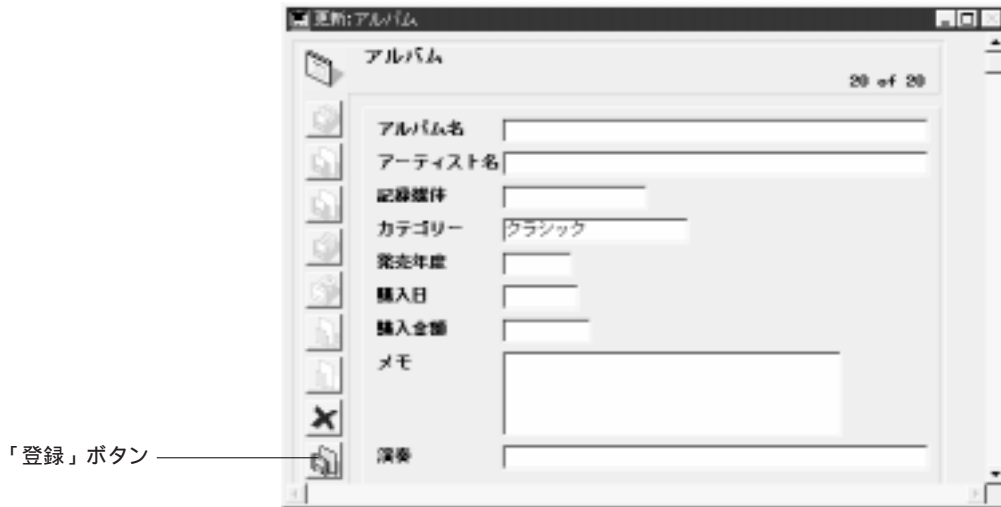 更新:アルバム
アルバム
20 of 20
アルバム名
アーティスト名
記録媒体
カテゴリー クラシック
発売年度
購入日
購入金額
メモ
「登録」ボタン
演奏